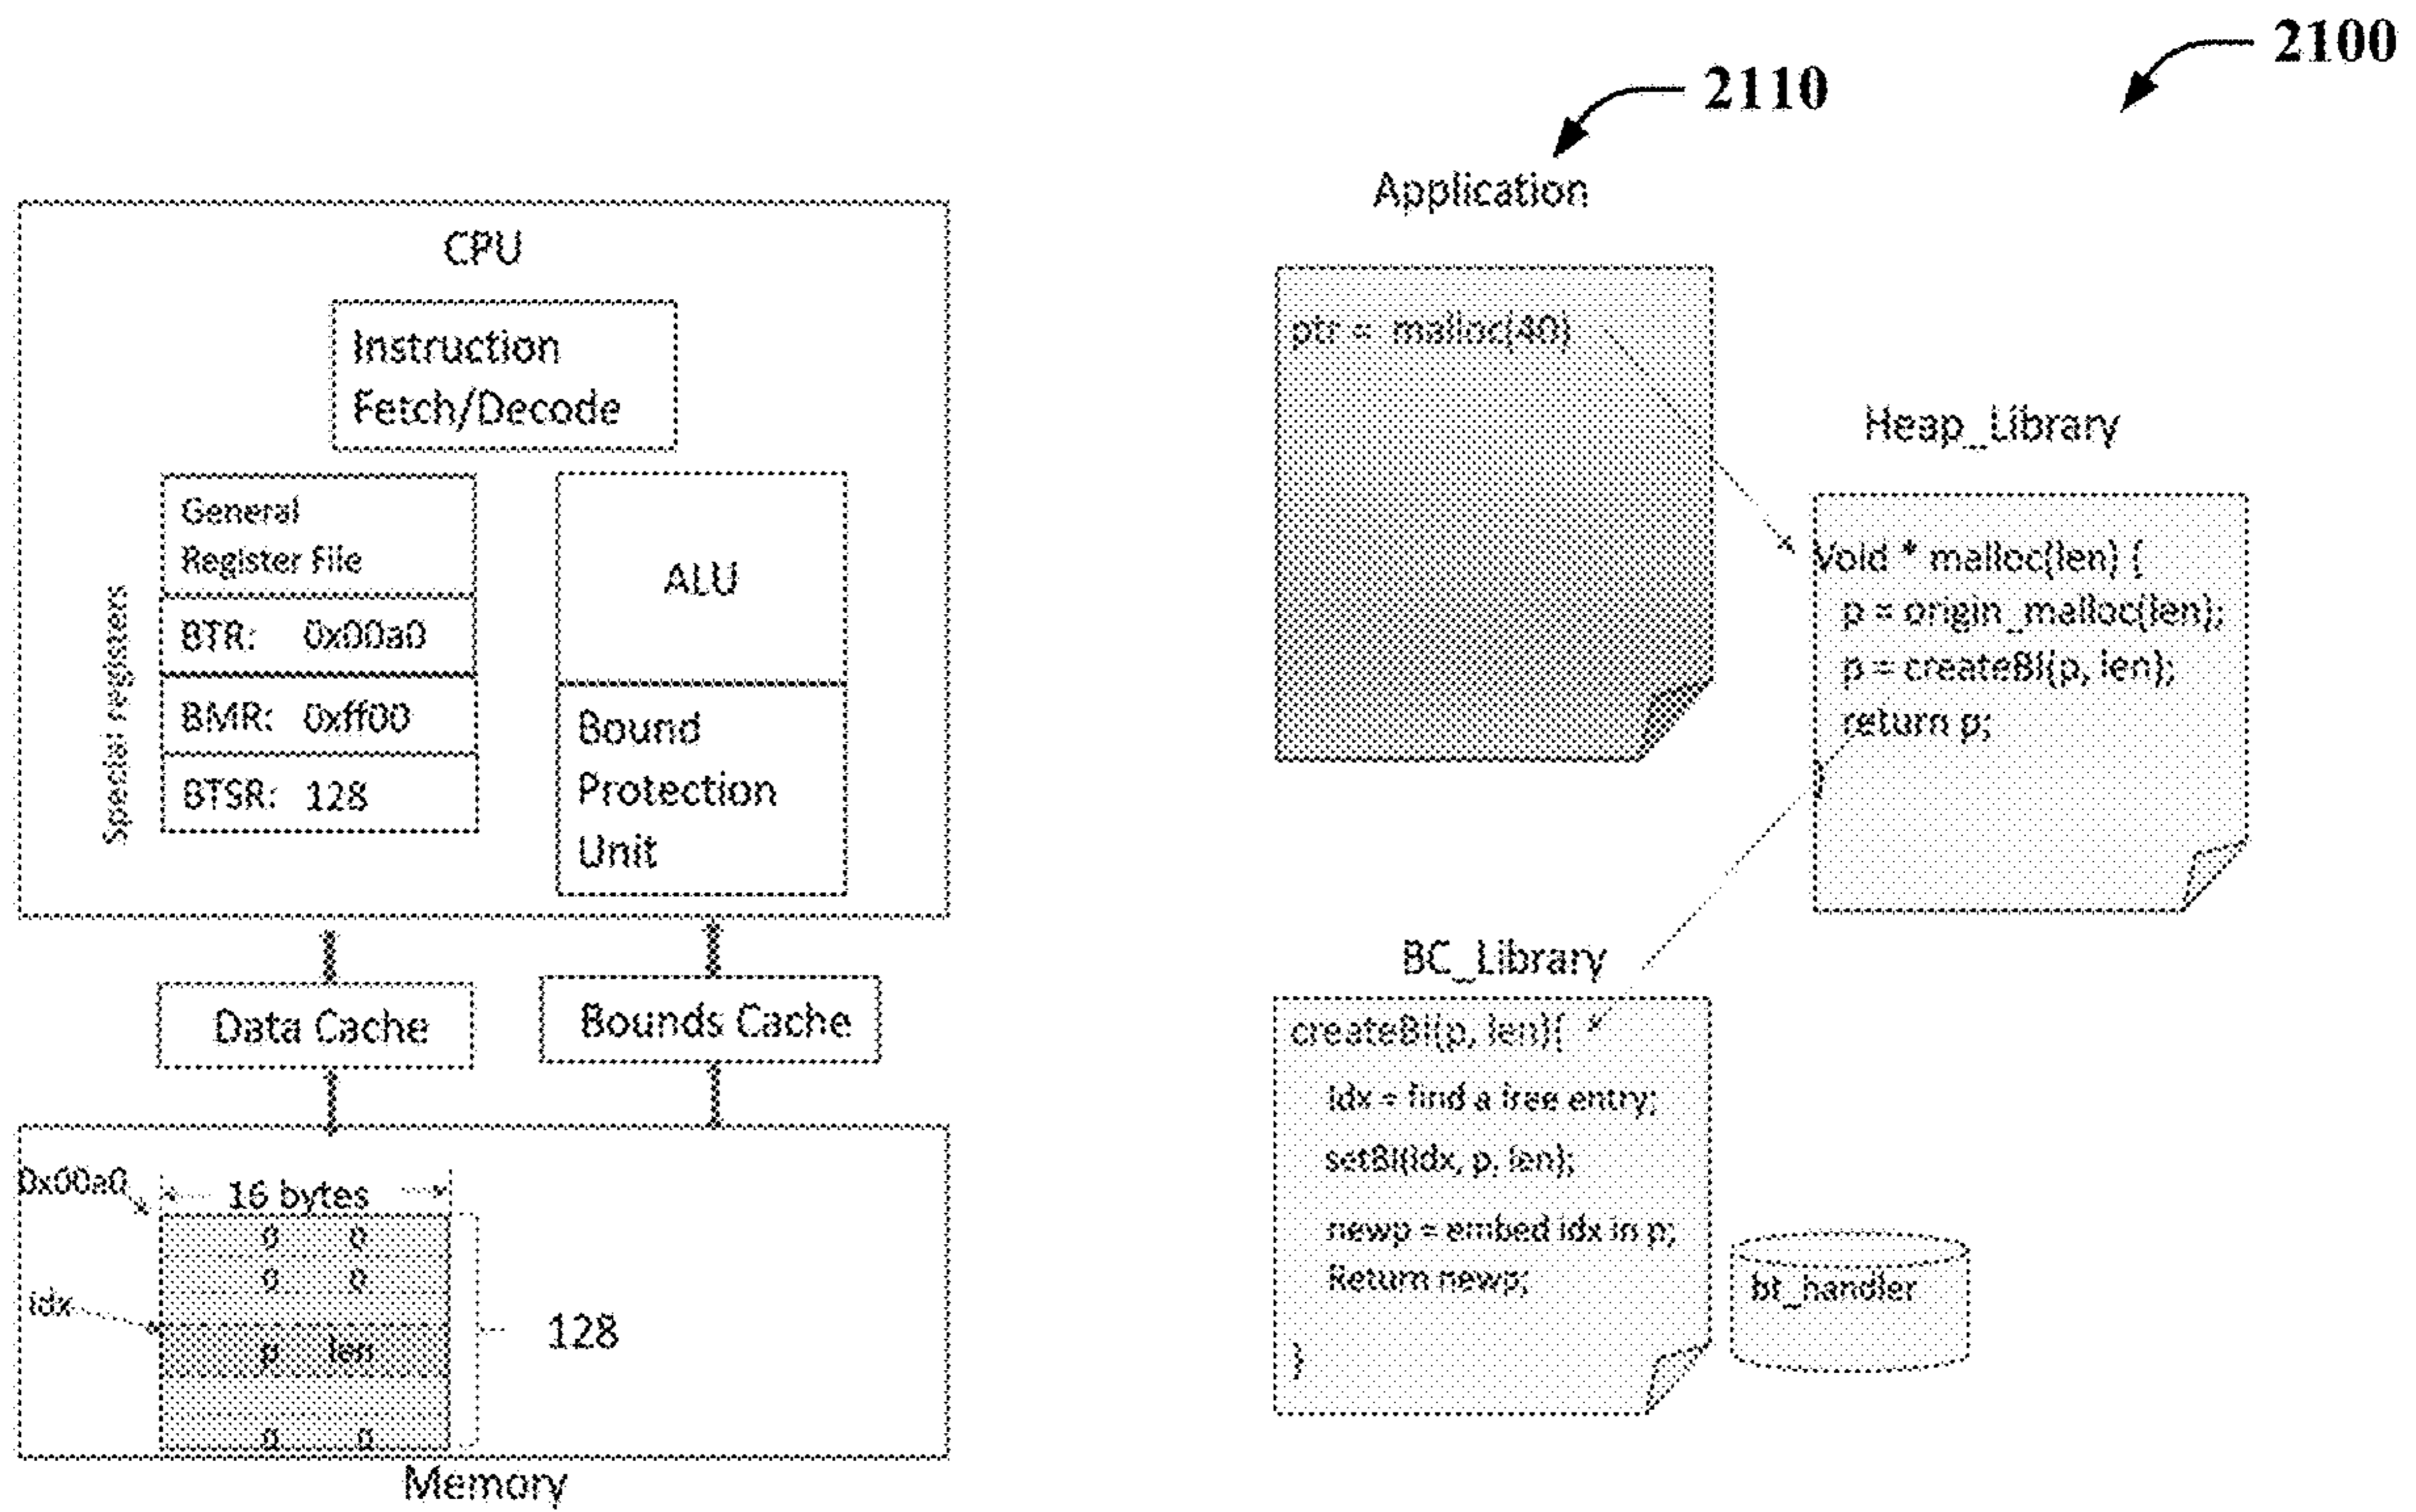 2100
2110
Application
CPU
Instruction
Fetch/Decode
ptr = malloc(40)
Heap_Library
General
Register File
ALU
Special registers
BTR: 0x00a0
BMR: 0xff00
BTSR: 128
Bound
Protection
Unit
Void * malloc(len) {
p = origin_malloc(len);
p = createBI(p, len);
return p;
}
BC_Library
Data Cache
Bounds Cache
createBI(p, len){
idx = find a free entry;
setBI(idx, p, len);
newp = embed idx in p;
Return newp;
}
bt_handler
0x00a0
16 bytes
0 0
0 0
idx
p len
128
0 0
Memory